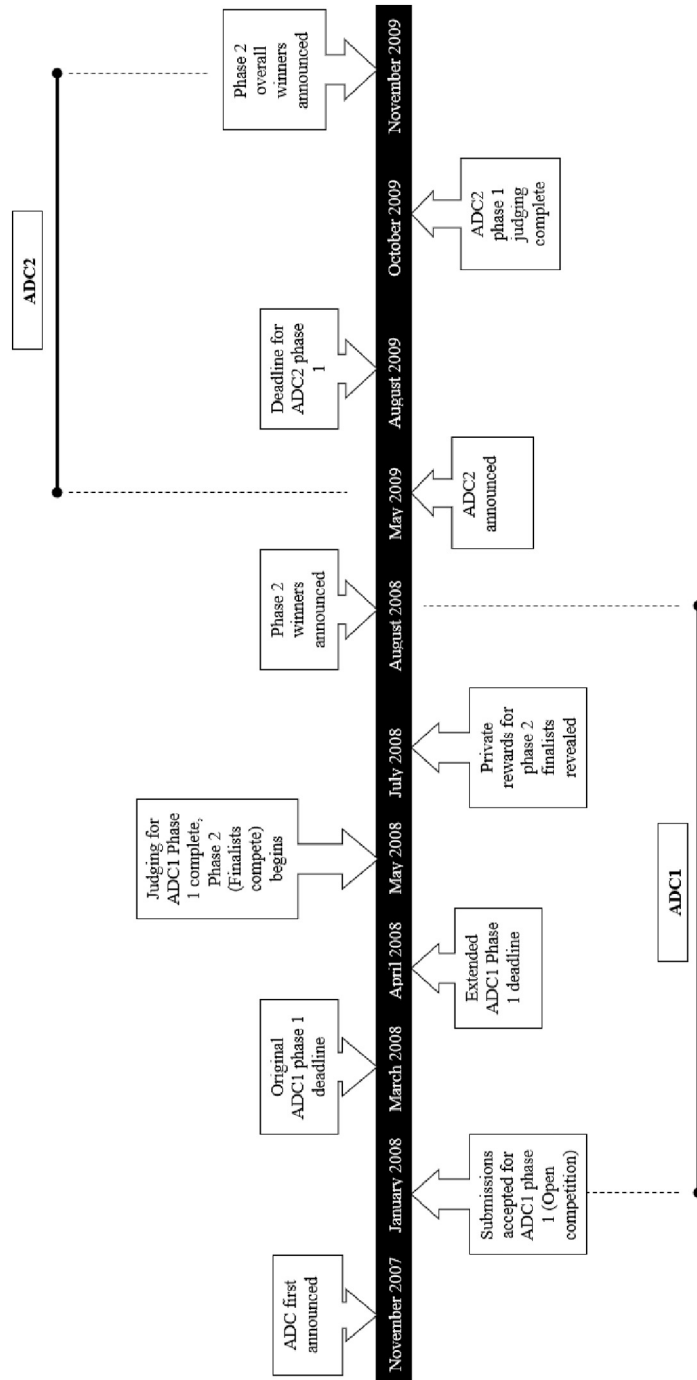 ADC2
Phase 2
overall
winners
announced
Deadline for
ADC2 phase
1
Phase 2
winners
announced
Judging for
ADC1 Phase
1 complete,
Phase 2
(Finalists
compete)
begins
Original
ADC1 phase 1
deadline
ADC first
announced
November 2007
January 2008
March 2008
April 2008
May 2008
July 2008
August 2008
May 2009
August 2009
October 2009
November 2009
Submissions
accepted for
ADC1 phase
1 (Open
competition)
Extended
ADC1 Phase
1 deadline
Private
rewards for
phase 2
finalists
revealed
ADC2
announced
ADC2
phase 1
judging
complete
ADC1